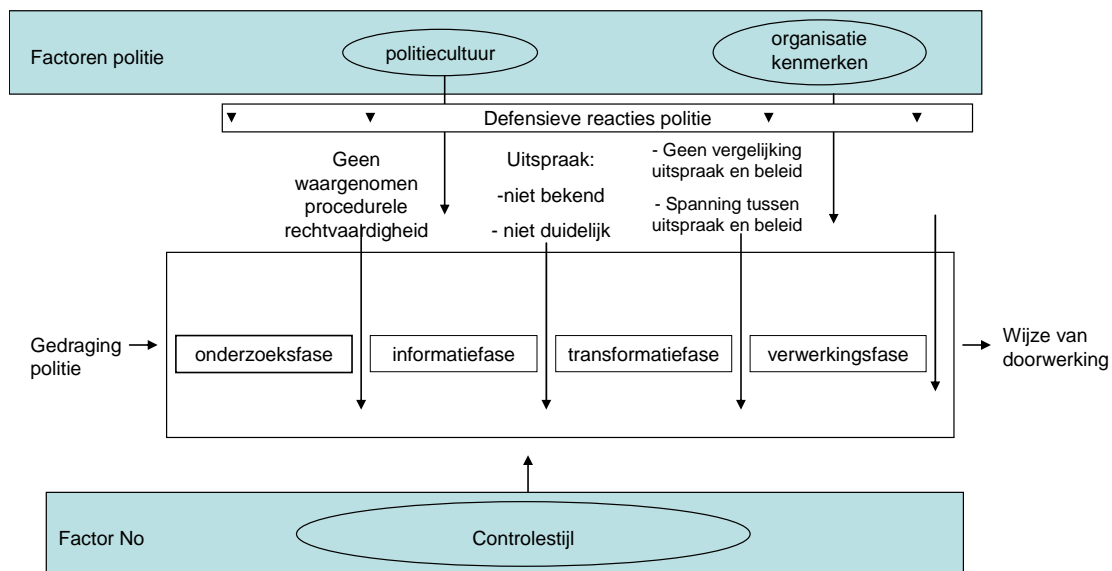 Factoren politie
politiecultuur
organisatie
kenmerken
Defensieve reacties politie
Geen
waargenomen
procedurele
rechtvaardigheid
Uitspraak:
-niet bekend
- niet duidelijk
- Geen vergelijking
uitspraak en beleid
- Spanning tussen
uitspraak en beleid
Gedraging
politie
onderzoeksfase
informatiefase
transformatiefase
verwerkingsfase
Wijze van
doorwerking
Factor No
Controlestijl